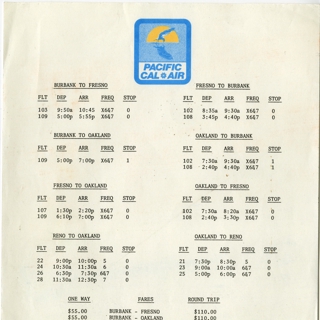 PACIFIC
CAL AIR
BURBANK TO FRESNO FRESNO TO BURBANK
FLT DEP ARR FREQ STOP FLT DEP ARR FREQ STOP
103 9:50a 10:45 X6&7 0 102 8:35a 9:30a X6&7 0
109 5:00p 5:55p X6&7 0 108 3:45p 4:40p X6&7 0
BURBANK TO OAKLAND OAKLAND TO BURBANK
FLT DEP ARR FREQ STOP FLT DEP ARR FREQ STOP
109 5:00p 7:00p X6&7 1 102 7:30a 9:30a X6&7 1
108 2:40p 4:40p X6&7 1
FRESNO TO OAKLAND OAKLAND TO FRESNO
FLT DEP ARR FREQ STOP FLT DEP ARR FREQ STOP
107 1:30p 2:20p X6&7 0 102 7:30a 8:20a X6&7 0
109 6:10p 7:00p X6&7 0 108 2:40p 3:30p X6&7 0
RENO TO OAKLAND OAKLAND TO RENO
FLT DEP ARR FREQ STOP FLT DEP ARR FREQ STOP
22 9:00p 10:00p 5 0 21 7:30p 8:30p 5 0
24 10:30a 11:30a 6 0 23 9:00a 10:00a 6&7 0
26 6:30p 7:30p 6&7 0 25 5:00p 6:00p 6&7 0
28 11:30a 12:30p 7 0
ONE WAY FARES ROUND TRIP
$55.00 BURBANK - FRESNO $110.00
$55.00 BURBANK - OAKLAND $110.00